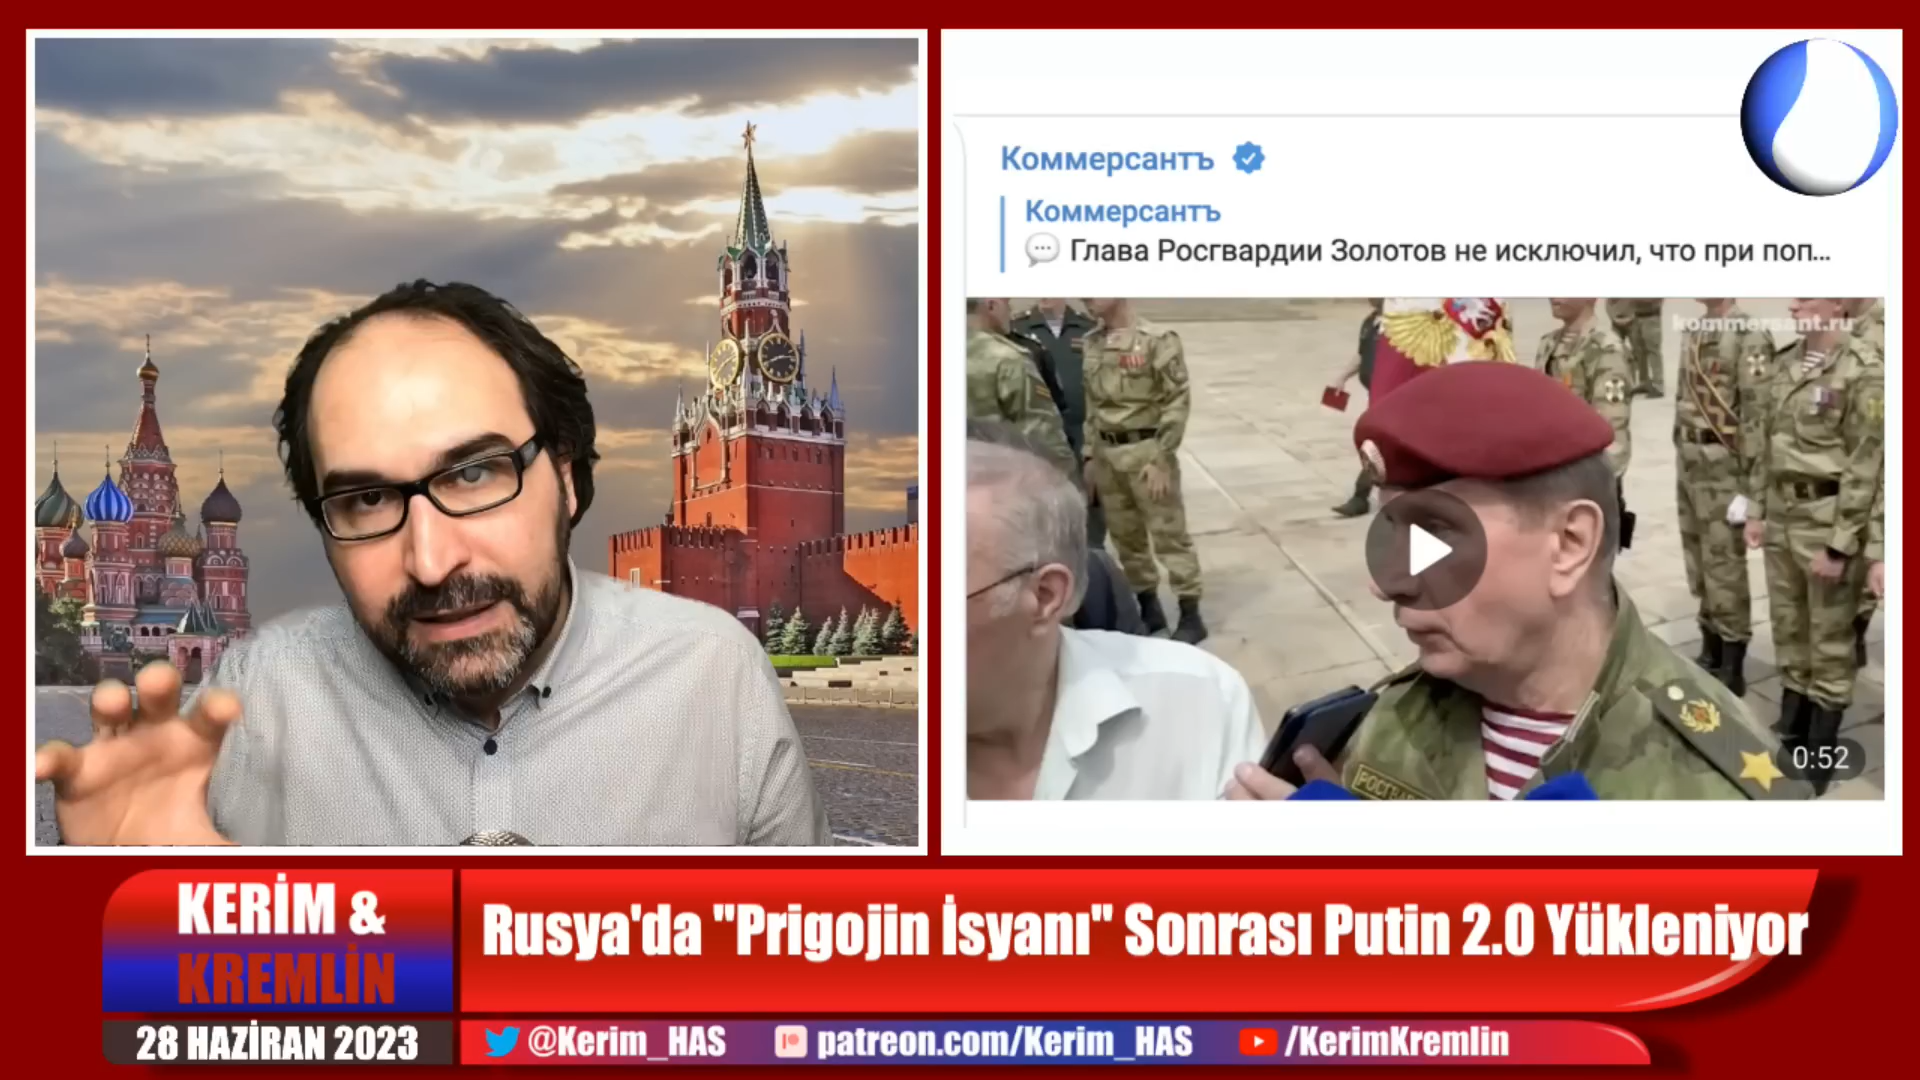 Коммерсантъ
Коммерсантъ
Глава Росгвардии Золотов не исключил, что при поп...
kommersant.ru
0:52
KERİM &
KREMLİN
Rusya'da "Prigojin İsyanı" Sonrası Putin 2.0 Yükleniyor
28 HAZİRAN 2023
@Kerim_HAS
patreon.com/Kerim_HAS
/KerimKremlin